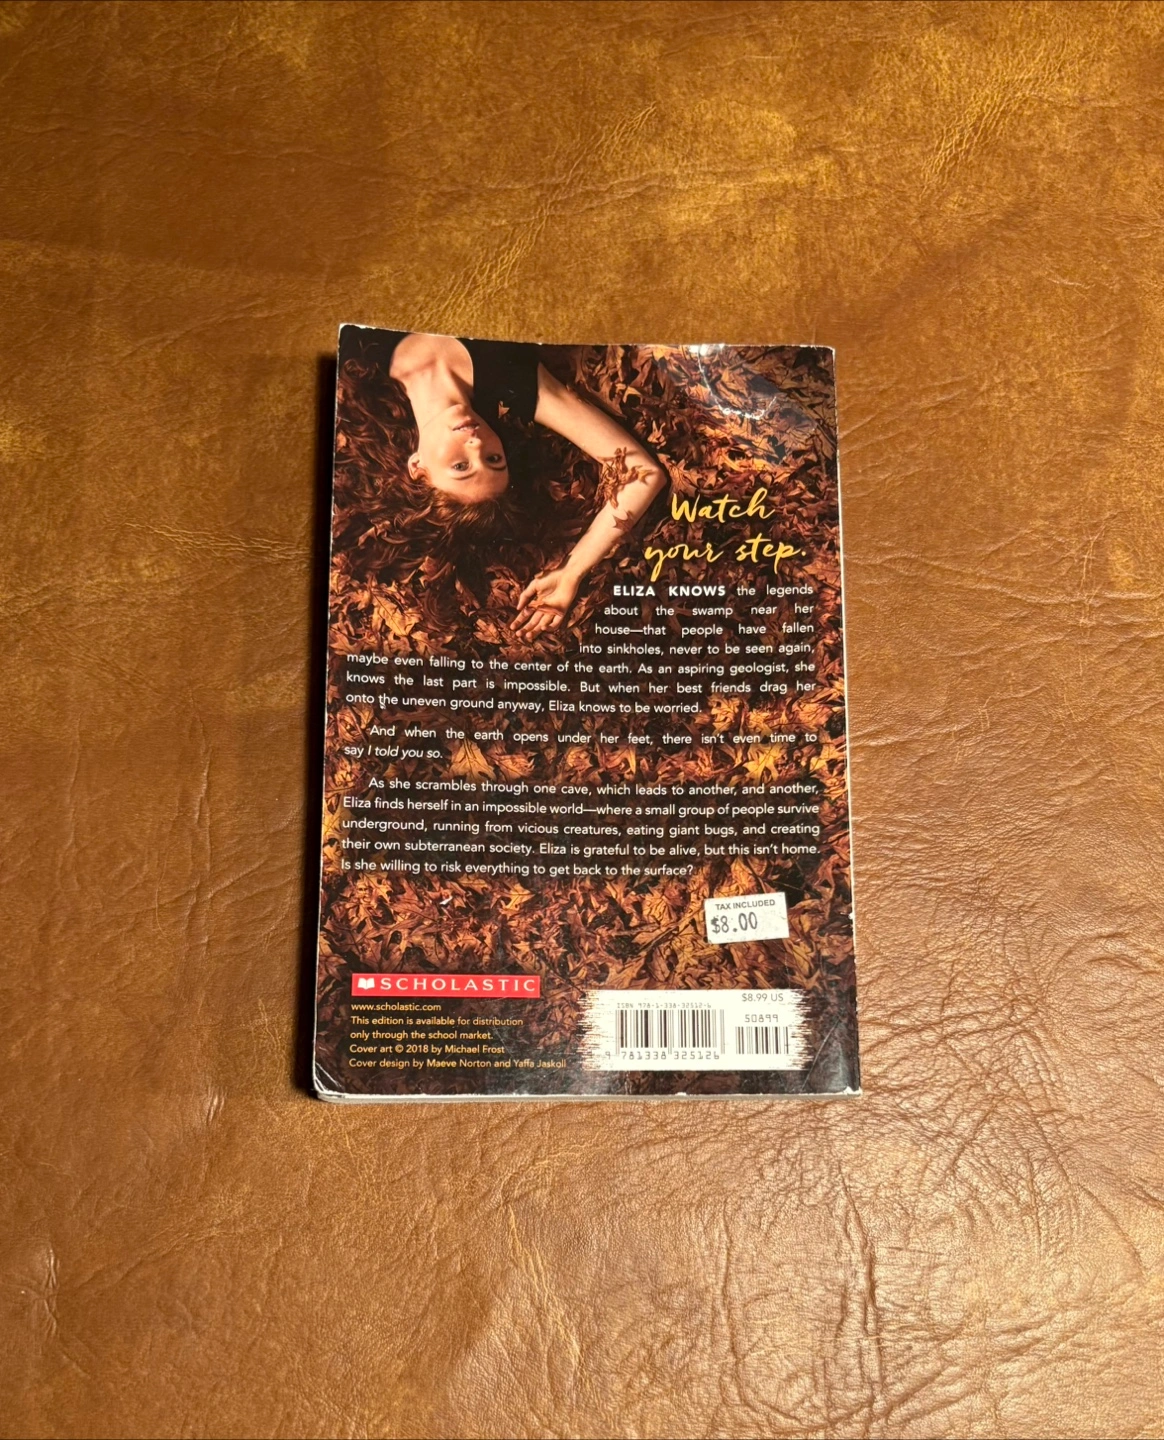 Watch
your step.
ELIZA KNOWS the legends
about the swamp near her
house—that people have fallen
into sinkholes, never to be seen again,
maybe even falling to the center of the earth. As an aspiring geologist, she
knows the last part is impossible. But when her best friends drag her
onto the uneven ground anyway, Eliza knows to be worried.
And when the earth opens under her feet, there isn't even time to
say I told you so.
As she scrambles through one cave, which leads to another, and another,
Eliza finds herself in an impossible world—where a small group of people survive
underground, running from vicious creatures, eating giant bugs, and creating
their own subterranean society. Eliza is grateful to be alive, but this isn't home.
Is she willing to risk everything to get back to the surface?
TAX INCLUDED
$8.00
SCHOLASTIC
www.scholastic.com
This edition is available for distribution
only through the school market.
Cover art © 2018 by Michael Frost
Cover design by Maeve Norton and Yaffa Jaskoll
ISBN 978-1-338-32512-6
$8.99 US
50899
9 781338 325126